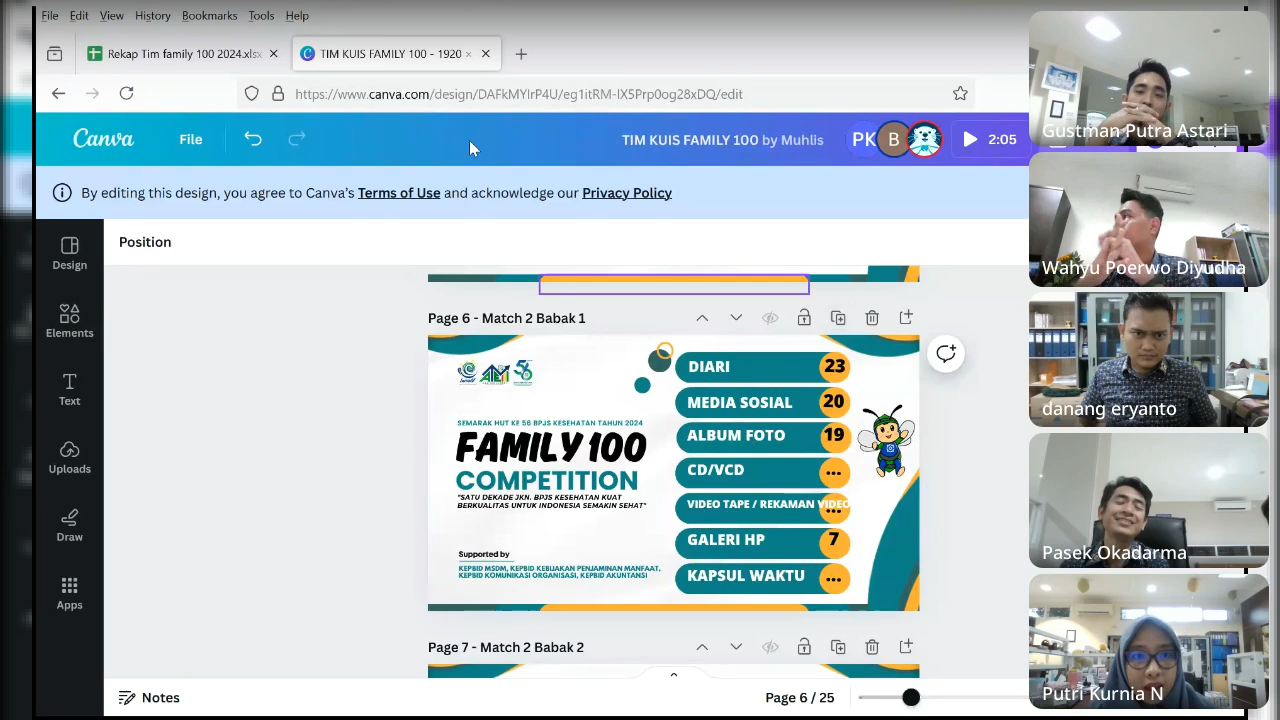 File Edit View History Bookmarks Tools Help
Rekap Tim family 100 2024.xlsx
TIM KUIS FAMILY 100 - 1920 ×
https://www.canva.com/design/DAFkMYIrP4U/eg1itRM-IX5Prp0og28xDQ/edit
Canva File TIM KUIS FAMILY 100 by Muhlis PK B 2:05
By editing this design, you agree to Canva's Terms of Use and acknowledge our Privacy Policy
Design
Elements
Text
Uploads
Draw
Apps
Position
Page 6 - Match 2 Babak 1
56
SEMARAK HUT KE 56 BPJS KESEHATAN TAHUN 2024
FAMILY 100
COMPETITION
"SATU DEKADE JKN. BPJS KESEHATAN KUAT
BERKUALITAS UNTUK INDONESIA SEMAKIN SEHAT"
Supported by
KEPBID MSDM, KEPBID KEBIJAKAN PENJAMINAN MANFAAT,
KEPBID KOMUNIKASI ORGANISASI, KEPBID AKUNTANSI
DIARI 23
MEDIA SOSIAL 20
ALBUM FOTO 19
CD/VCD ...
VIDEO TAPE / REKAMAN VIDEO ...
GALERI HP 7
KAPSUL WAKTU ...
Page 7 - Match 2 Babak 2
Notes
Page 6 / 25
Gustman Putra Astari
Wahyu Poerwo Diyudha
danang eryanto
Pasek Okadarma
Putri Kurnia N